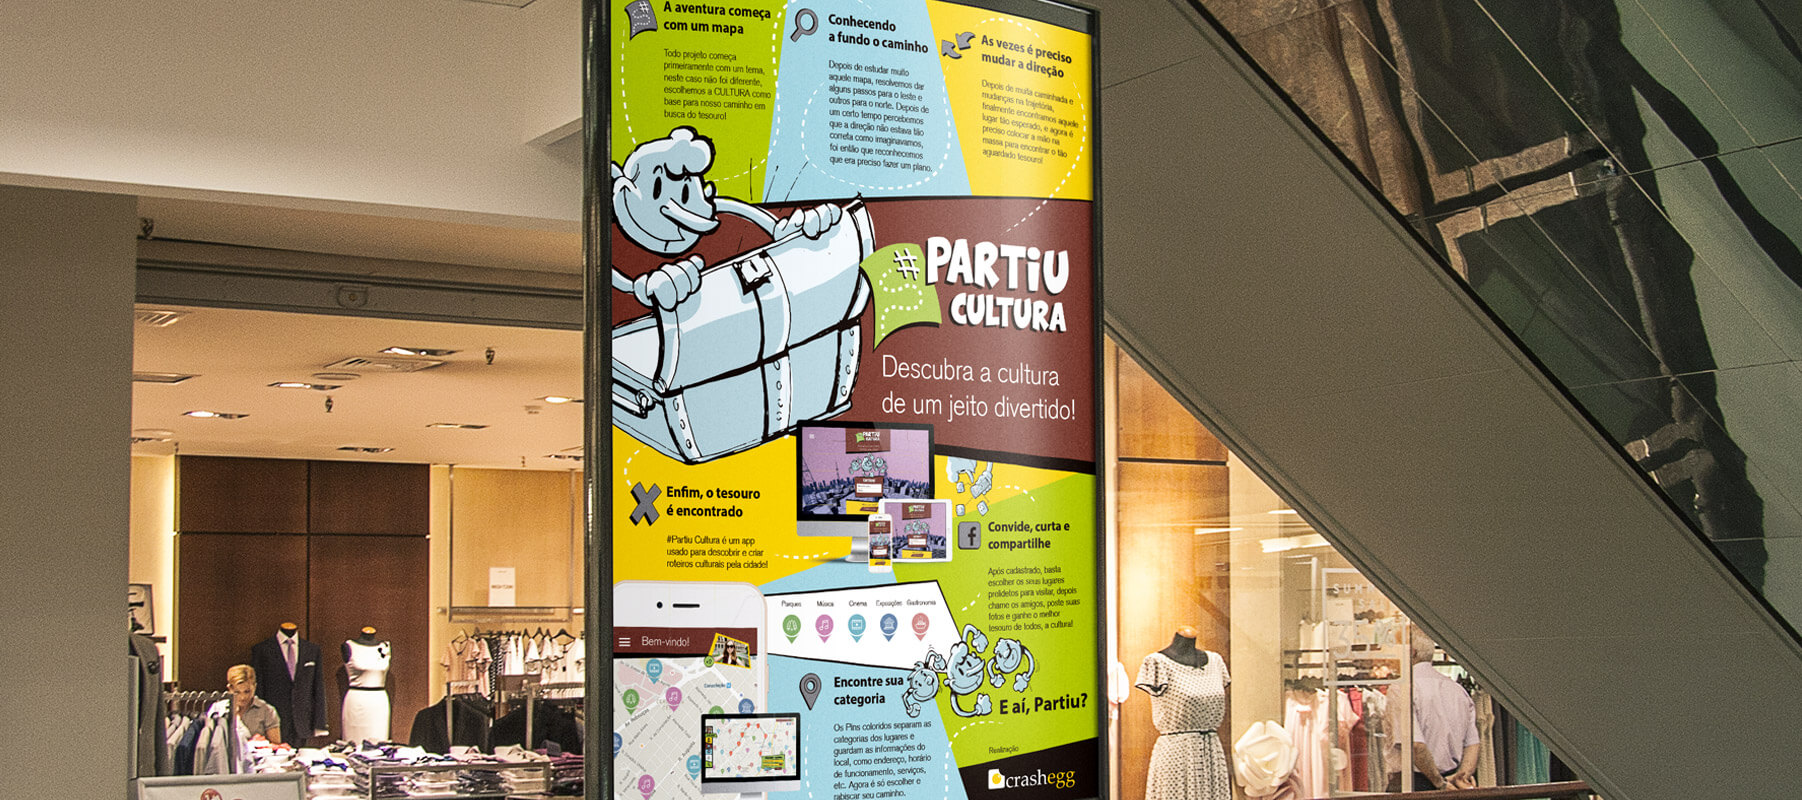 A aventura começa
com um mapa
Todo projeto começa
primeiramente com um tema,
neste caso não foi diferente,
escolhemos a CULTURA como
base para nosso caminho em
busca do tesouro!
Conhecendo
a fundo o caminho
Depois de estudar muito
aquele mapa, resolvemos dar
alguns passos para o leste e
outros para o norte. Depois de
um certo tempo percebemos
que a direção não estava tão
correta como imaginavamos,
foi então que reconhecemos
que era preciso fazer um plano.
As vezes é preciso
mudar a direção
Depois de muita caminhada e
mudanças na trajetória,
finalmente encontramos aquele
lugar tão esperado, e agora é
preciso colocar a mão na
massa para encontrar o tão
aguardado tesouro!
#PARTIU
CULTURA
Descubra a cultura
de um jeito divertido!
Enfim, o tesouro
é encontrado
#Partiu Cultura é um app
usado para descobrir e criar
roteiros culturais pela cidade!
PARTIU
CULTURA
Convide, curta e
compartilhe
Após cadastrado, basta
escolher os seus lugares
prefeidos para visitar, depois
chame os amigos, poste suas
fotos e ganhe o melhor
tesouro de todos, a cultura!
Parques Música Cinema Exposições Gastronomia
Bem-vindo!
Consolação
R. Augusta
Encontre sua
categoria
Os Pins coloridos separam as
categorias dos lugares e
guardam as informações do
local, como endereço, horário
de funcionamento, serviços,
etc. Agora é só escolher e
rabiscar seu caminho.
E aí, Partiu?
Realização
crashegg